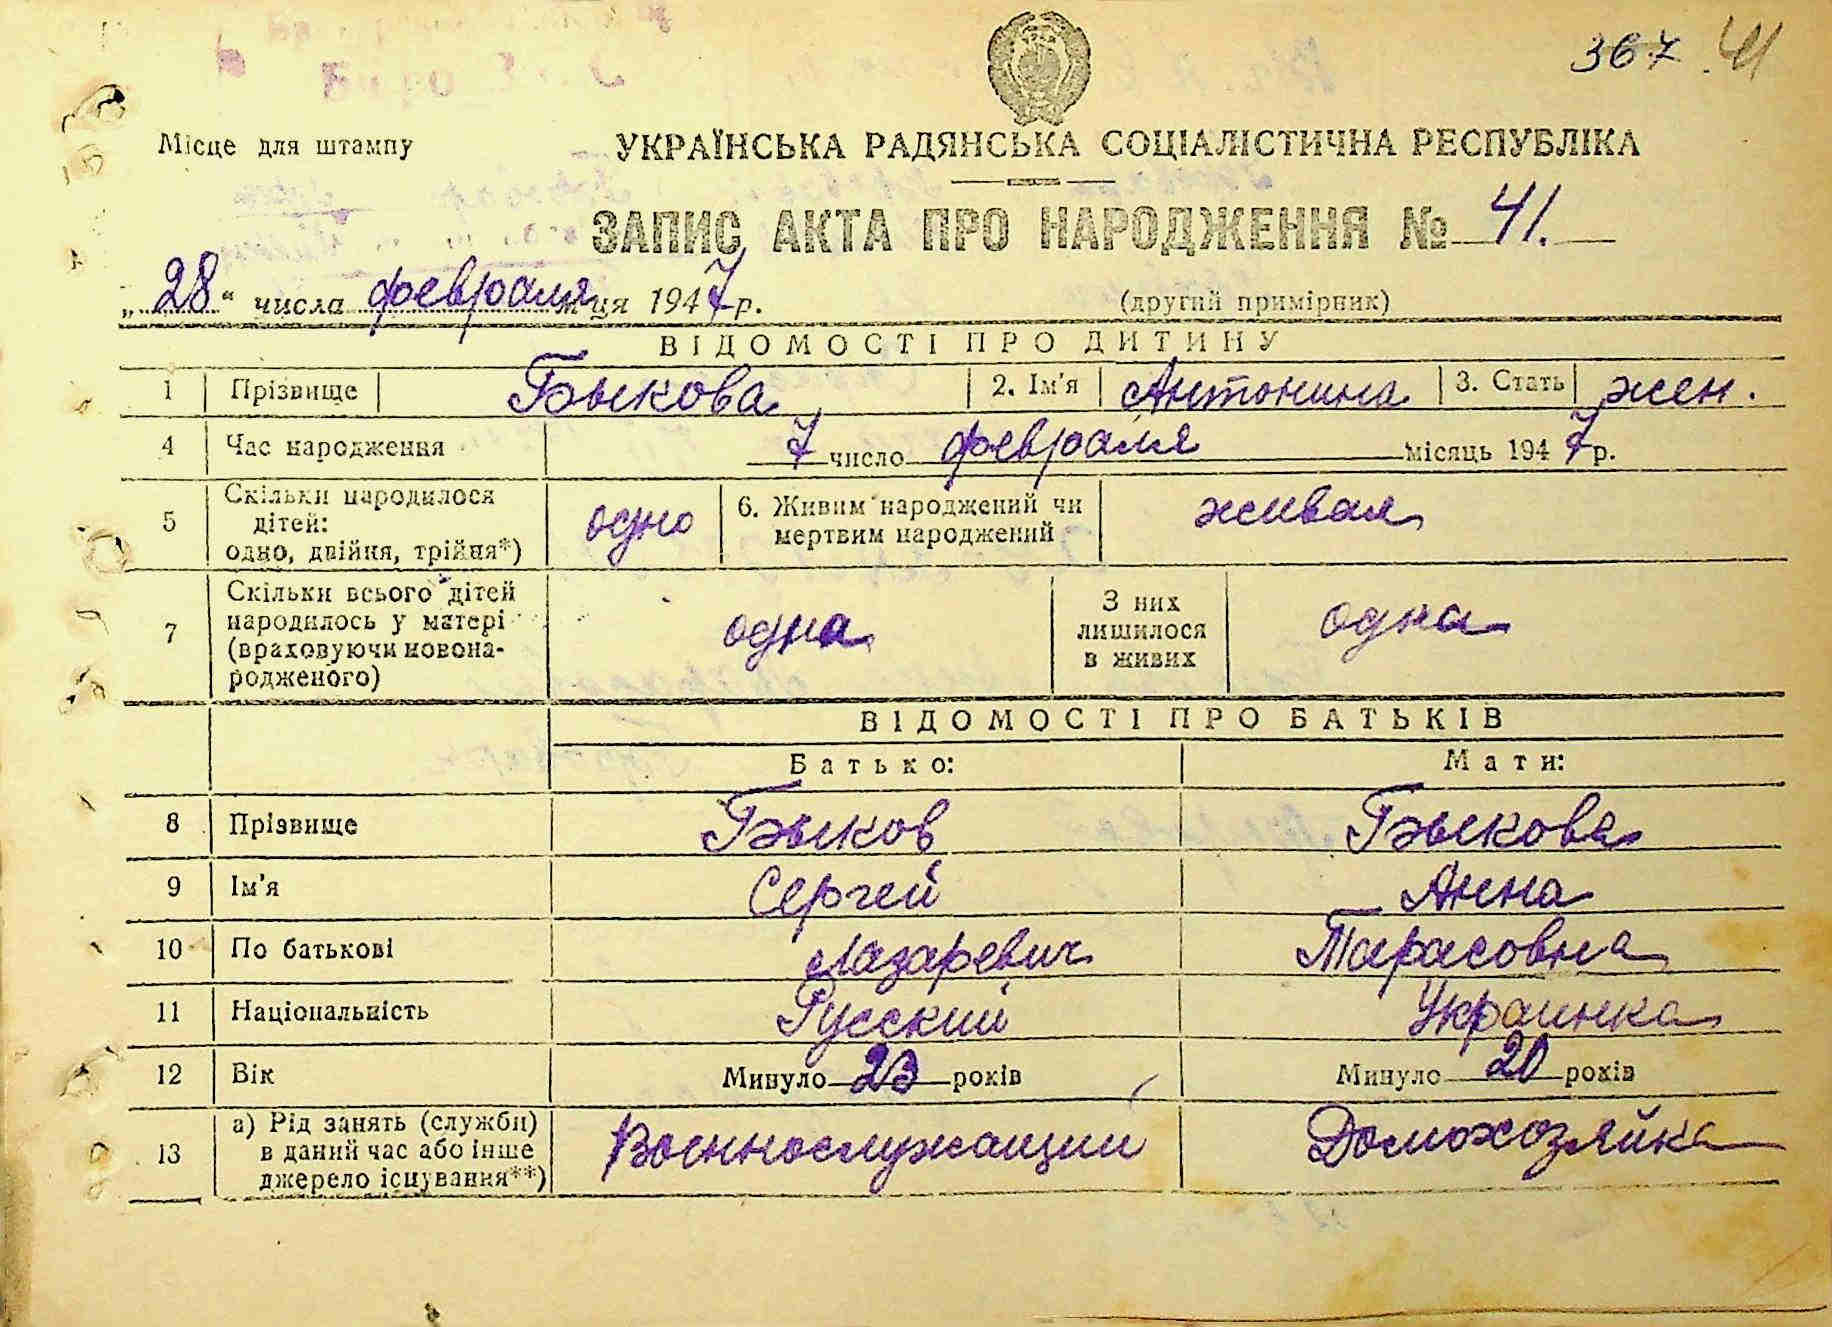 367 41
Місце для штампу
УКРАЇНСЬКА РАДЯНСЬКА СОЦІАЛІСТИЧНА РЕСПУБЛІКА
ЗАПИС АКТА ПРО НАРОДЖЕННЯ № 41.
„28“ числа февраля м-ця 1947 р.
(другий примірник)
ВІДОМОСТІ ПРО ДИТИНУ
1 Прізвище Быкова 2. Ім'я Антонина 3. Стать жен.
4 Час народження 7 число февраля місяць 1947 р.
5 Скільки народилося дітей: одно, двійня, трійня*) одно 6. Живим народжений чи мертвим народжений живая
7 Скільки всього дітей народилось у матері (враховуючи новонародженого) одна З них лишилося в живих одна
ВІДОМОСТІ ПРО БАТЬКІВ
Батько: Мати:
8 Прізвище Быков Быкова
9 Ім'я Сергей Анна
10 По батькові Лазаревич Тарасовна
11 Національність Русский Украинка
12 Вік Минуло 23 років Минуло 20 років
13 а) Рід занять (служби) в даний час або інше джерело існування**) Военнослужащий Домохозяйка